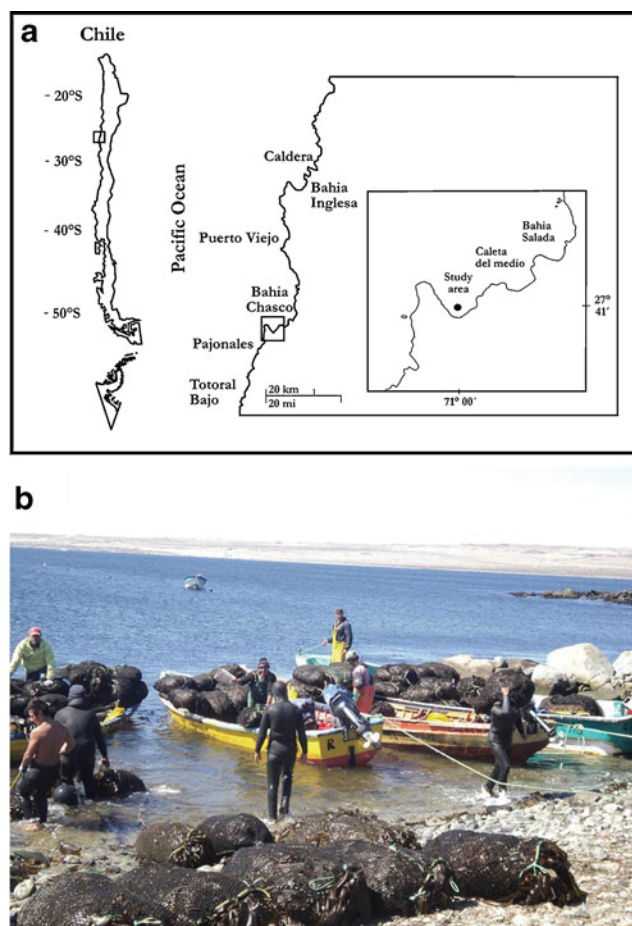 a
Chile
- 20°S
- 30°S
- 40°S
- 50°S
Pacific Ocean
Caldera
Bahia
Inglesa
Puerto Viejo
Bahia
Chasco
Pajonales
Totoral
Bajo
20 km
20 mi
Bahia
Salada
Caleta
del medio
Study
area
27°
41´
71° 00´
b
R